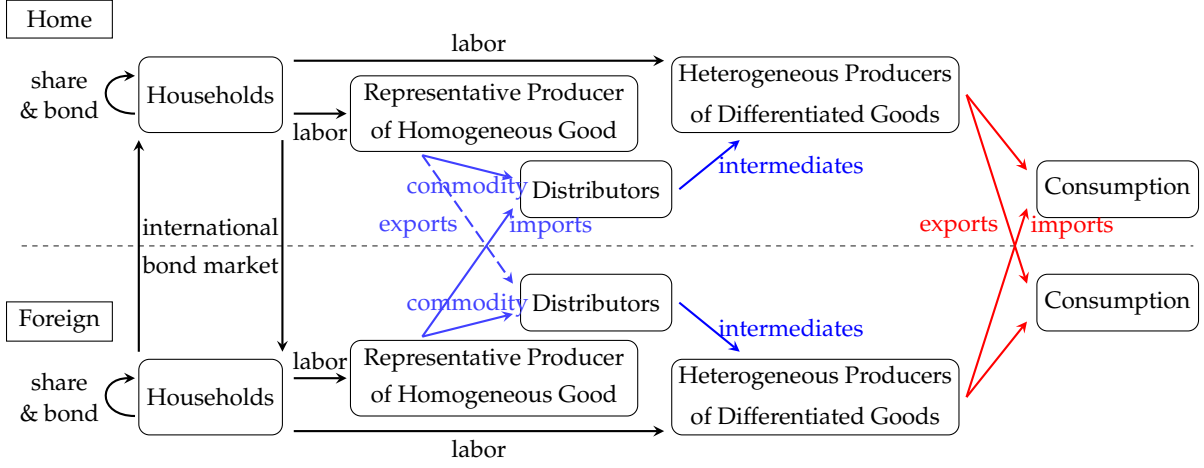 Home
labor
share
& bond
Households
labor
Representative Producer
of Homogeneous Good
Heterogeneous Producers
of Differentiated Goods
commodity
Distributors
intermediates
Consumption
exports
imports
exports
imports
international
bond market
Foreign
commodity
Distributors
intermediates
Consumption
share
& bond
Households
labor
Representative Producer
of Homogeneous Good
Heterogeneous Producers
of Differentiated Goods
labor